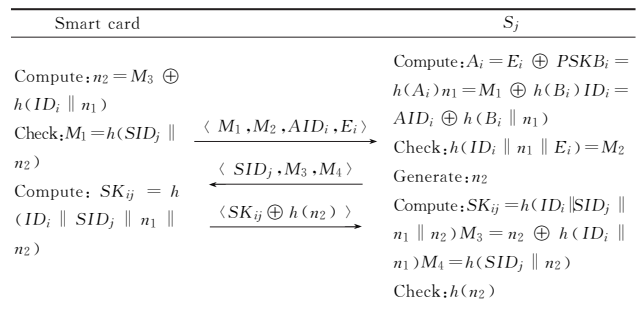 Smart card
S_j
Compute:n_2=M_3 ⊕
h(ID_i ‖ n_1)
Check:M_1=h(SID_j ‖
n_2)
Compute: SK_ij = h
(ID_i ‖ SID_j ‖ n_1 ‖
n_2)
⟨ M_1,M_2,AID_i,E_i⟩
⟨ SID_j,M_3,M_4⟩
⟨SK_ij⊕h(n_2) ⟩
Compute:A_i=E_i ⊕ PSKB_i=
h(A_i)n_1=M_1 ⊕ h(B_i)ID_i=
AID_i ⊕ h(B_i ‖ n_1)
Check:h(ID_i ‖ n_1 ‖ E_i)=M_2
Generate:n_2
Compute:SK_ij=h(ID_i‖SID_j ‖
n_1 ‖ n_2)M_3=n_2 ⊕ h(ID_i ‖
n_1)M_4=h(SID_j ‖ n_2)
Check:h(n_2)